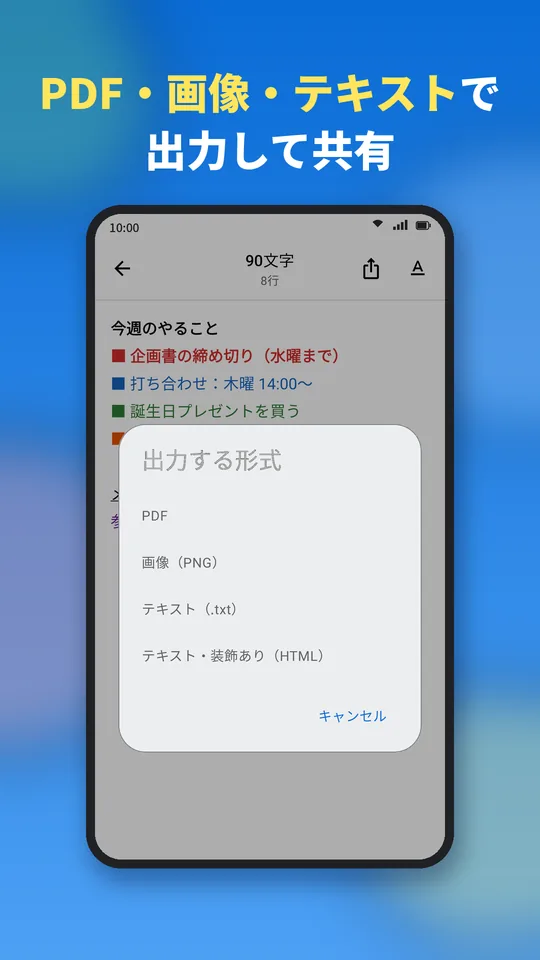 PDF・画像・テキストで
出力して共有
10:00
90文字
8行
A
今週のやること
■ 企画書の締め切り（水曜まで）
■ 打ち合わせ：木曜 14:00〜
■ 誕生日プレゼントを買う
出力する形式
PDF
画像（PNG）
テキスト（.txt）
テキスト・装飾あり（HTML）
キャンセル